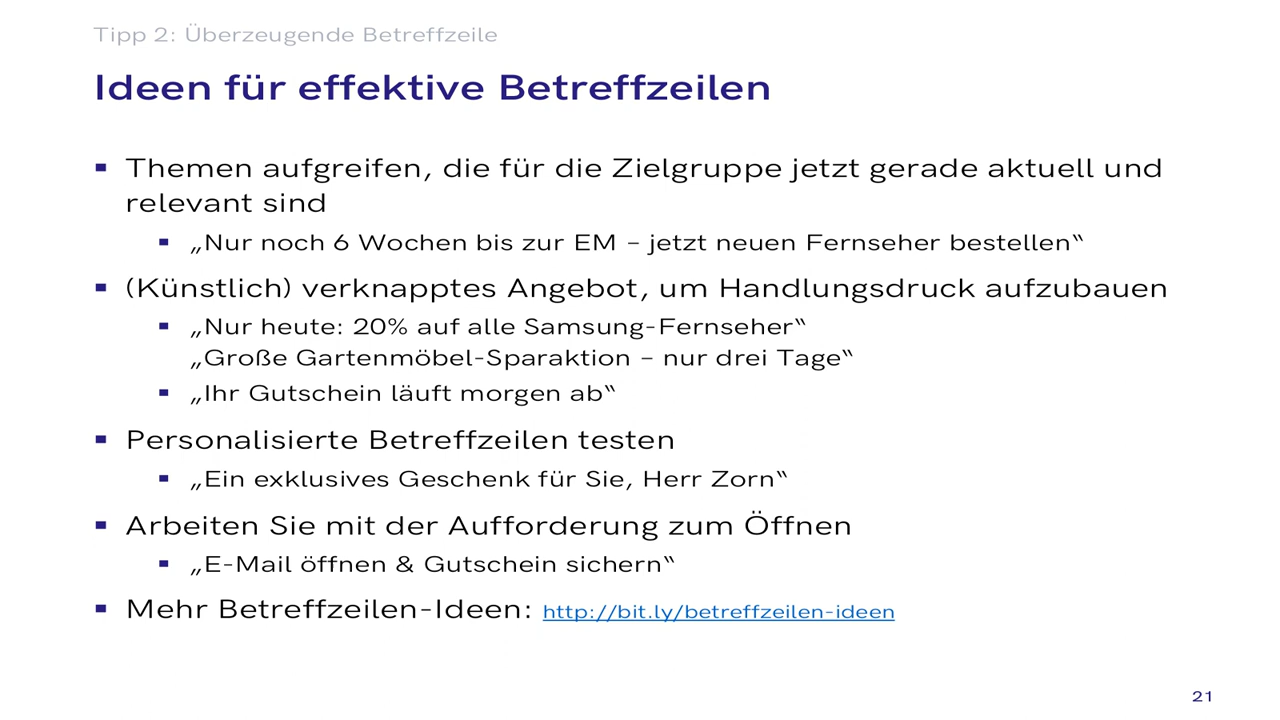 Tipp 2: Überzeugende Betreffzeile
Ideen für effektive Betreffzeilen
▪ Themen aufgreifen, die für die Zielgruppe jetzt gerade aktuell und
relevant sind
▪ „Nur noch 6 Wochen bis zur EM – jetzt neuen Fernseher bestellen“
▪ (Künstlich) verknapptes Angebot, um Handlungsdruck aufzubauen
▪ „Nur heute: 20% auf alle Samsung-Fernseher“
„Große Gartenmöbel-Sparaktion – nur drei Tage“
▪ „Ihr Gutschein läuft morgen ab“
▪ Personalisierte Betreffzeilen testen
▪ „Ein exklusives Geschenk für Sie, Herr Zorn“
▪ Arbeiten Sie mit der Aufforderung zum Öffnen
▪ „E-Mail öffnen & Gutschein sichern“
▪ Mehr Betreffzeilen-Ideen: http://bit.ly/betreffzeilen-ideen
21